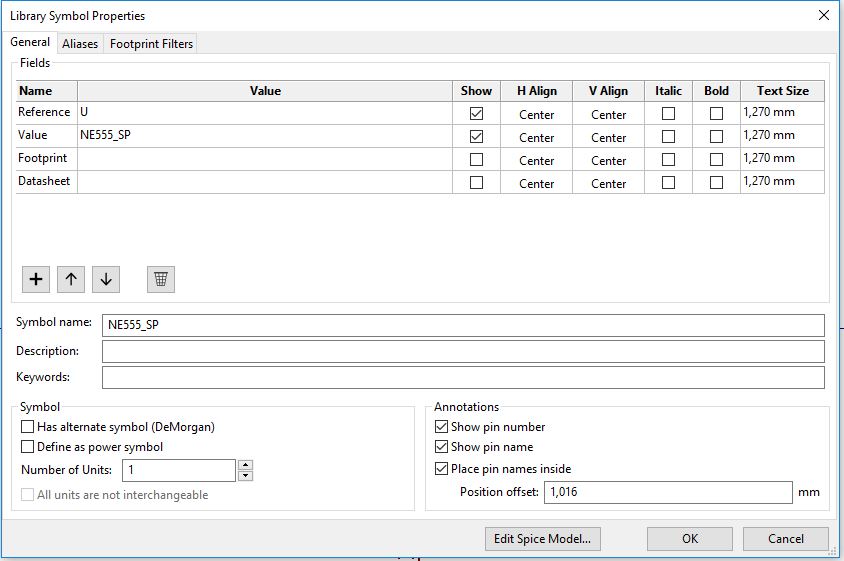 Library Symbol Properties
General Aliases Footprint Filters
Fields
Name Value Show H Align V Align Italic Bold Text Size
Reference U Center Center 1,270 mm
Value NE555_SP Center Center 1,270 mm
Footprint Center Center 1,270 mm
Datasheet Center Center 1,270 mm
Symbol name: NE555_SP
Description:
Keywords:
Symbol
Has alternate symbol (DeMorgan)
Define as power symbol
Number of Units: 1
All units are not interchangeable
Annotations
Show pin number
Show pin name
Place pin names inside
Position offset: 1,016 mm
Edit Spice Model... OK Cancel